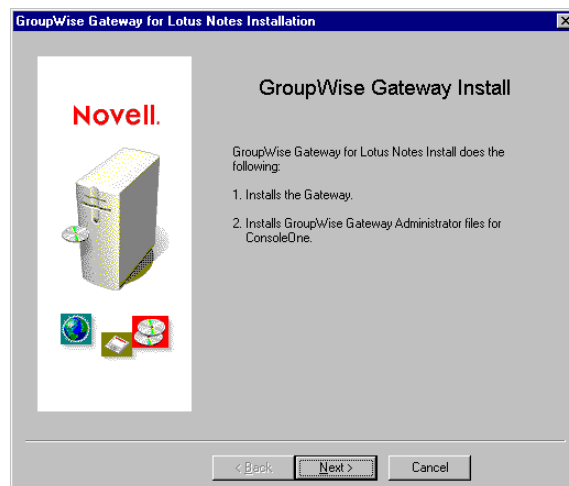 GroupWise Gateway for Lotus Notes Installation
Novell.
GroupWise Gateway Install
GroupWise Gateway for Lotus Notes Install does the
following:
1. Installs the Gateway.
2. Installs GroupWise Gateway Administrator files for
ConsoleOne.
< Back
Next >
Cancel